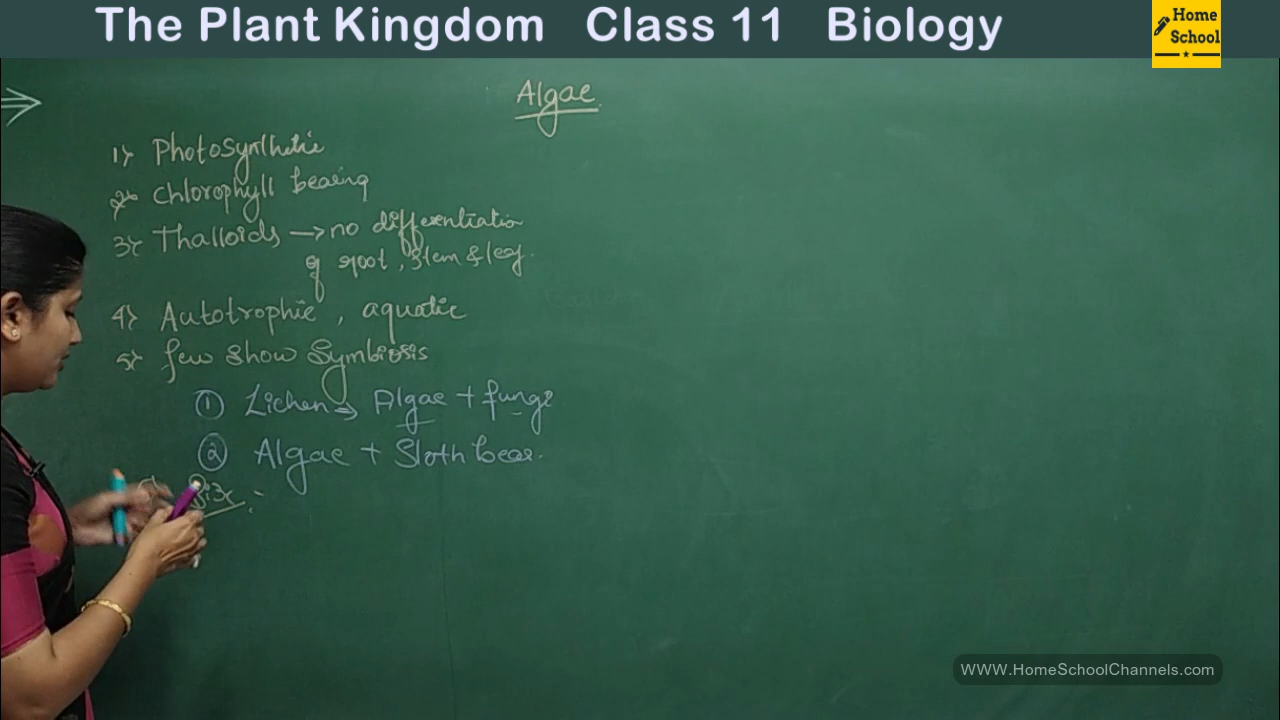 The Plant Kingdom Class 11 Biology
Home
School
Algae
1) Photosynthetic
2) Chlorophyll bearing
3) Thalloids → no differentiatio
of root, stem & leaf.
4) Autotrophic, aquatic
5) few show Symbiosis
① Lichen → Algae + fungi
② Algae + Sloth bear.
Size :
WWW.HomeSchoolChannels.com